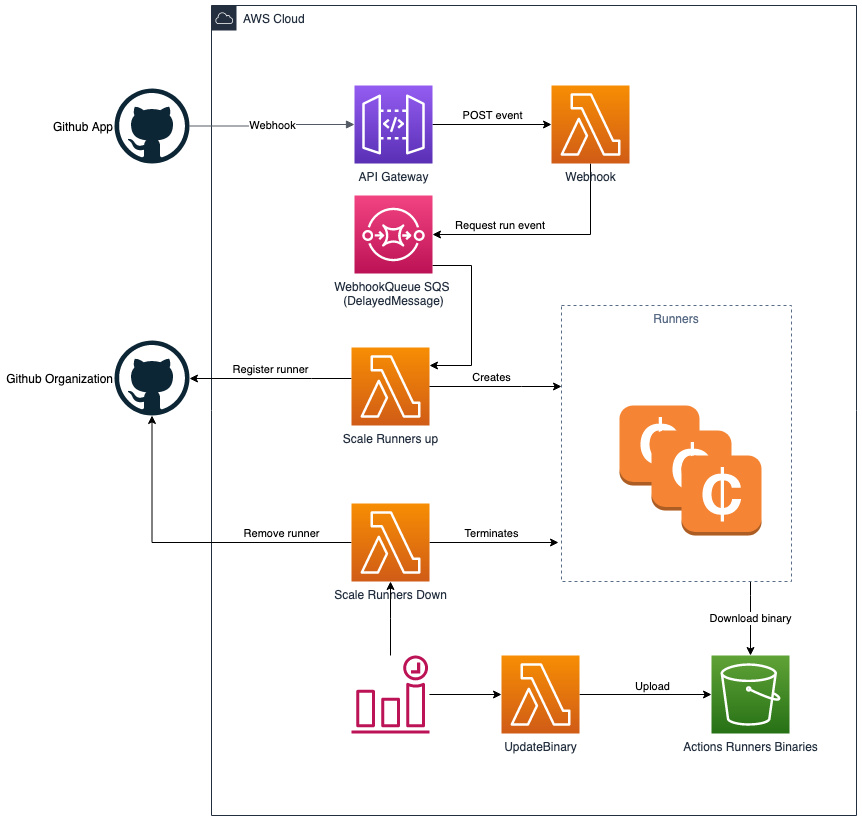 AWS Cloud
Github App
Webhook
POST event
API Gateway
Webhook
Request run event
WebhookQueue SQS
(DelayedMessage)
Runners
Github Organization
Register runner
Creates
Scale Runners up
Remove runner
Terminates
Scale Runners Down
Download binary
Upload
UpdateBinary
Actions Runners Binaries